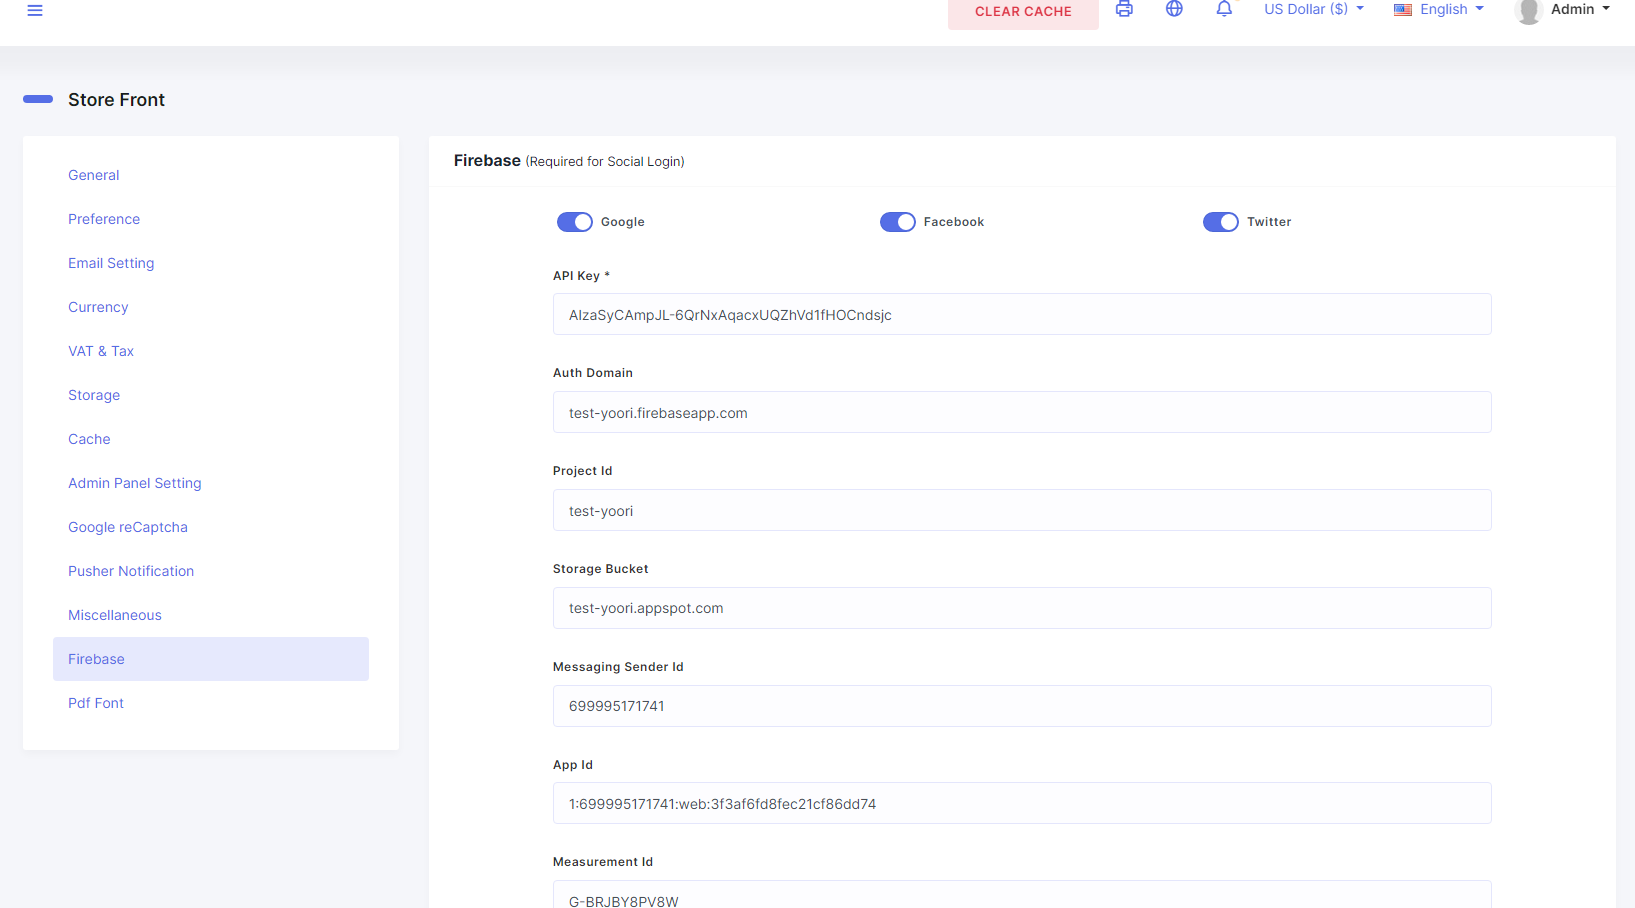 CLEAR CACHE
US Dollar ($)
English
Admin
Store Front
General
Preference
Email Setting
Currency
VAT & Tax
Storage
Cache
Admin Panel Setting
Google reCaptcha
Pusher Notification
Miscellaneous
Firebase
Pdf Font
Firebase (Required for Social Login)
Google
Facebook
Twitter
API Key *
AIzaSyCAmpJL-6QrNxAqacxUQZhVd1fHOCndsjc
Auth Domain
test-yoori.firebaseapp.com
Project Id
test-yoori
Storage Bucket
test-yoori.appspot.com
Messaging Sender Id
699995171741
App Id
1:699995171741:web:3f3af6fd8fec21cf86dd74
Measurement Id
G-BRJBY8PV8W